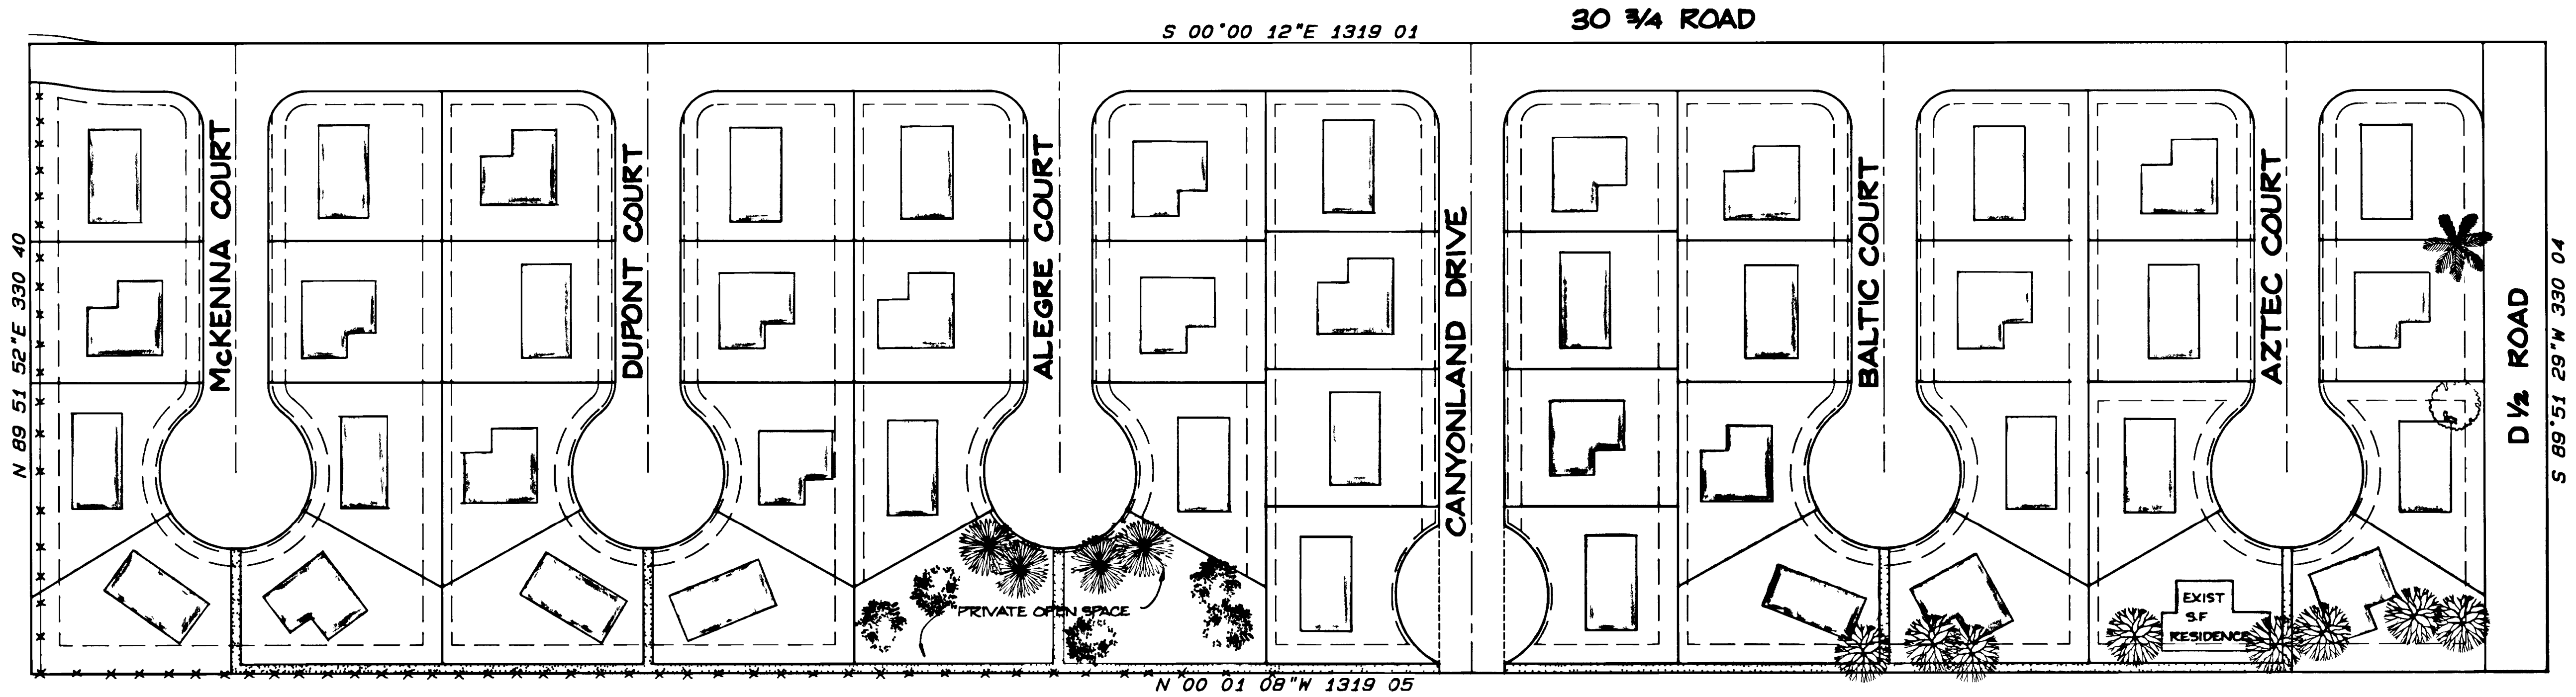 30 3/4 ROAD
S 00°00 12"E 1319 01
McKENNA COURT
DUPONT COURT
ALEGRE COURT
CANYONLAND DRIVE
BALTIC COURT
AZTEC COURT
D 1/2 ROAD
N 89 51 52"E 330 40
S 89°51 29"W 330 04
PRIVATE OPEN SPACE
EXIST
S.F
RESIDENCE
N 00 01 08"W 1319 05